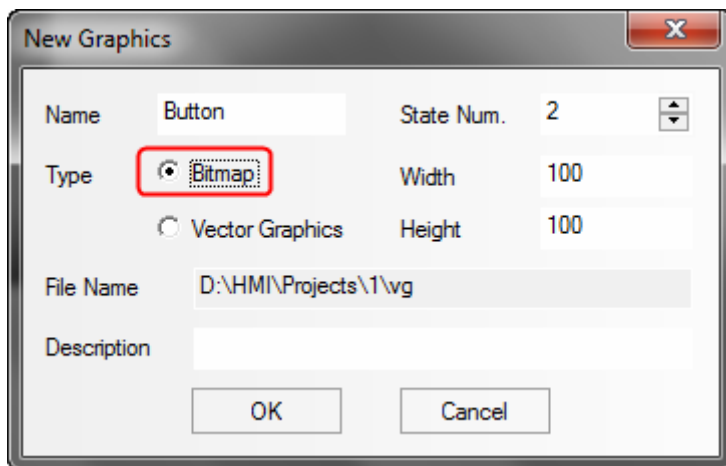 New Graphics
Name Button State Num. 2
Type Bitmap Width 100
Vector Graphics Height 100
File Name D:\HMI\Projects\1\vg
Description
OK Cancel